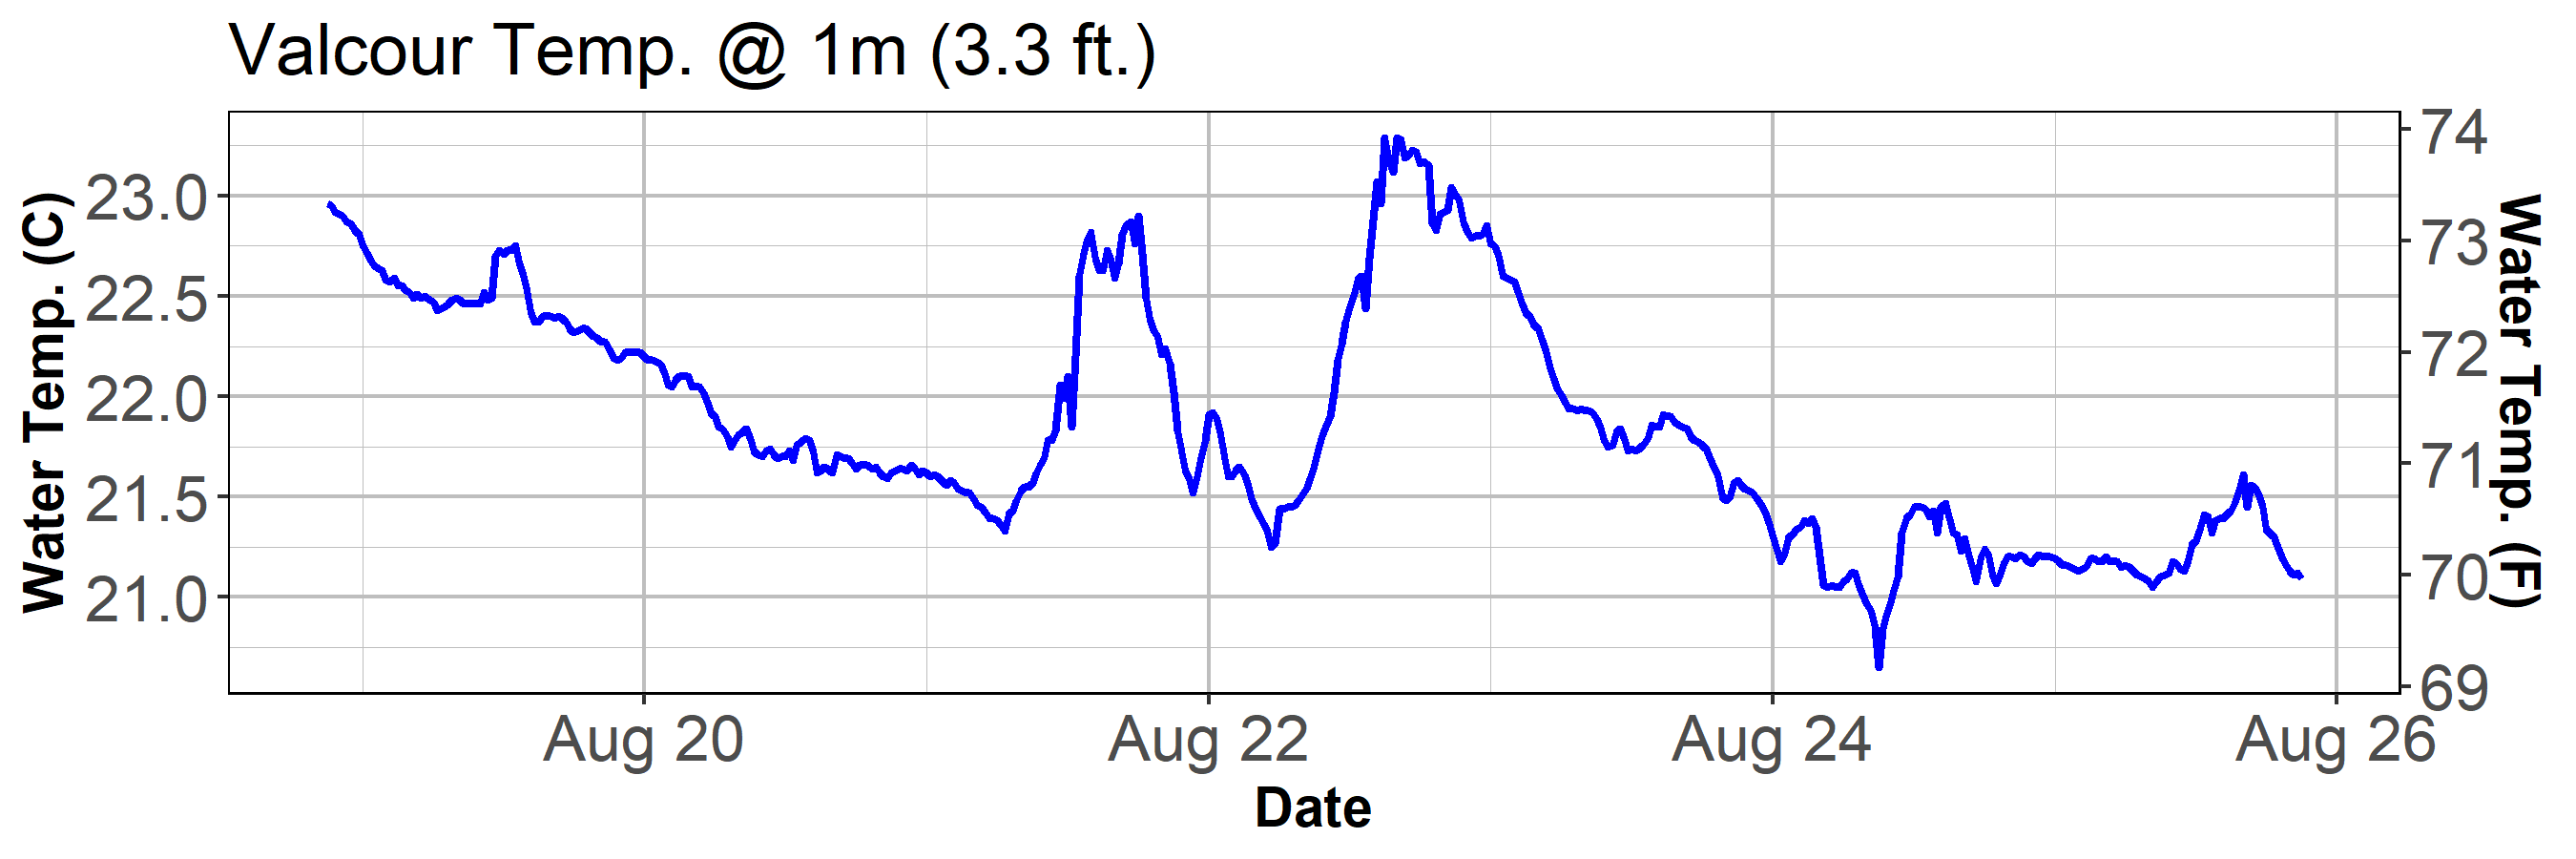 Valcour Temp. @ 1m (3.3 ft.)
Water Temp. (C)
23.0
22.5
22.0
21.5
21.0
74
73
72
71
70
69
Water Temp. (F)
Aug 20
Aug 22
Aug 24
Aug 26
Date